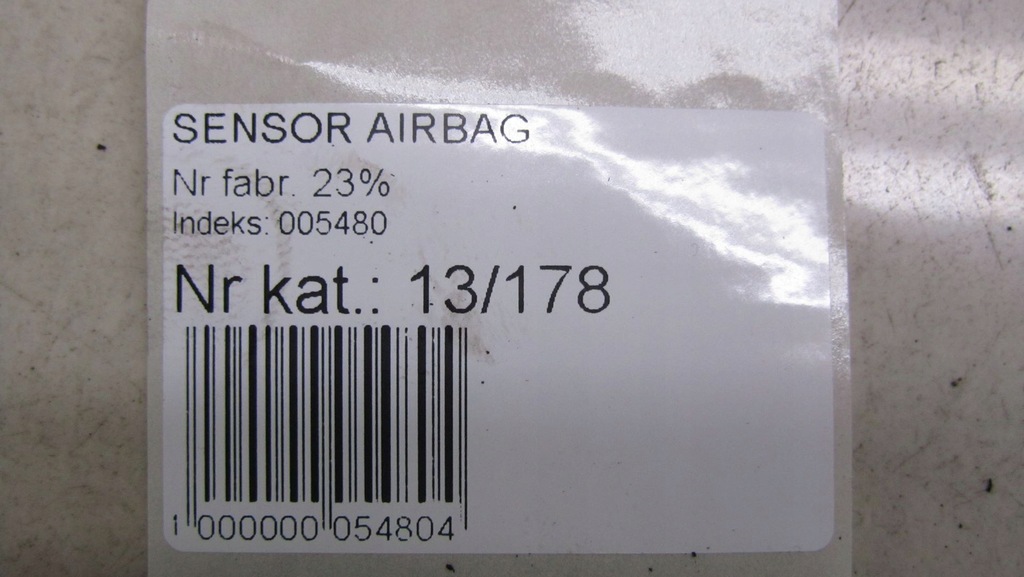 SENSOR AIRBAG
Nr fabr. 23%
Indeks: 005480
Nr kat.: 13/178
1 000000 054804